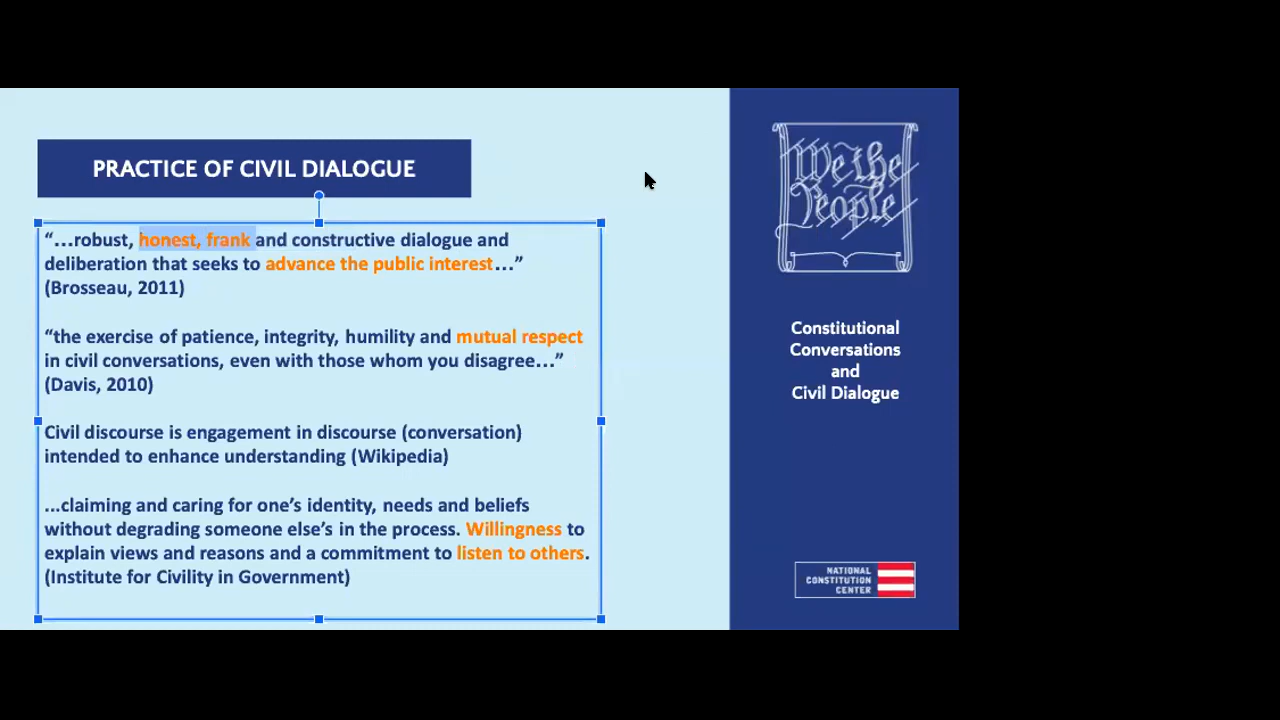 PRACTICE OF CIVIL DIALOGUE
“…robust, honest, frank and constructive dialogue and
deliberation that seeks to advance the public interest…”
(Brosseau, 2011)
“the exercise of patience, integrity, humility and mutual respect
in civil conversations, even with those whom you disagree…”
(Davis, 2010)
Civil discourse is engagement in discourse (conversation)
intended to enhance understanding (Wikipedia)
...claiming and caring for one’s identity, needs and beliefs
without degrading someone else’s in the process. Willingness to
explain views and reasons and a commitment to listen to others.
(Institute for Civility in Government)
We the
People
Constitutional
Conversations
and
Civil Dialogue
NATIONAL
CONSTITUTION
CENTER